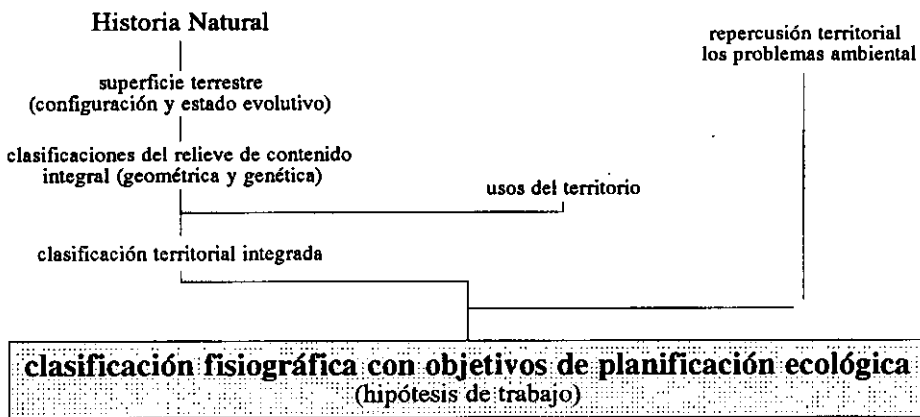 Historia Natural
repercusión territorial
los problemas ambiental
superficie terrestre
(configuración y estado evolutivo)
clasificaciones del relieve de contenido
integral (geométrica y genética)
usos del territorio
clasificación territorial integrada
clasificación fisiográfica con objetivos de planificación ecológica
(hipótesis de trabajo)